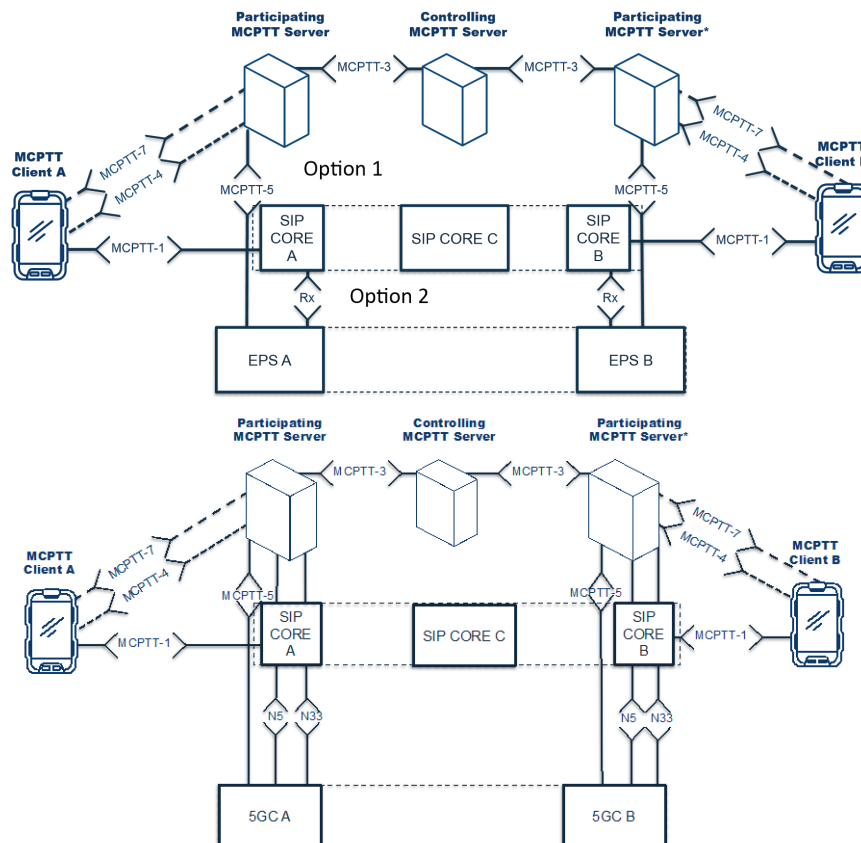 Participating
MCPTT Server
Controlling
MCPTT Server
Participating
MCPTT Server*
MCPTT-3
MCPTT-3
MCPTT
Client A
MCPTT-7
MCPTT-4
MCPTT-7
MCPTT-4
MCPTT
Client
Option 1
MCPTT-5
MCPTT-5
MCPTT-1
SIP
CORE
A
SIP CORE C
SIP
CORE
B
MCPTT-1
Rx
Option 2
Rx
EPS A
EPS B
Participating
MCPTT Server
Controlling
MCPTT Server
Participating
MCPTT Server*
MCPTT-3
MCPTT-3
MCPTT
Client A
MCPTT-7
MCPTT-4
MCPTT-7
MCPTT-4
MCPTT
Client B
MCPTT-5
MCPTT-5
MCPTT-1
SIP
CORE
A
SIP CORE C
SIP
CORE
B
MCPTT-1
N5
N33
N5
N33
5GC A
5GC B